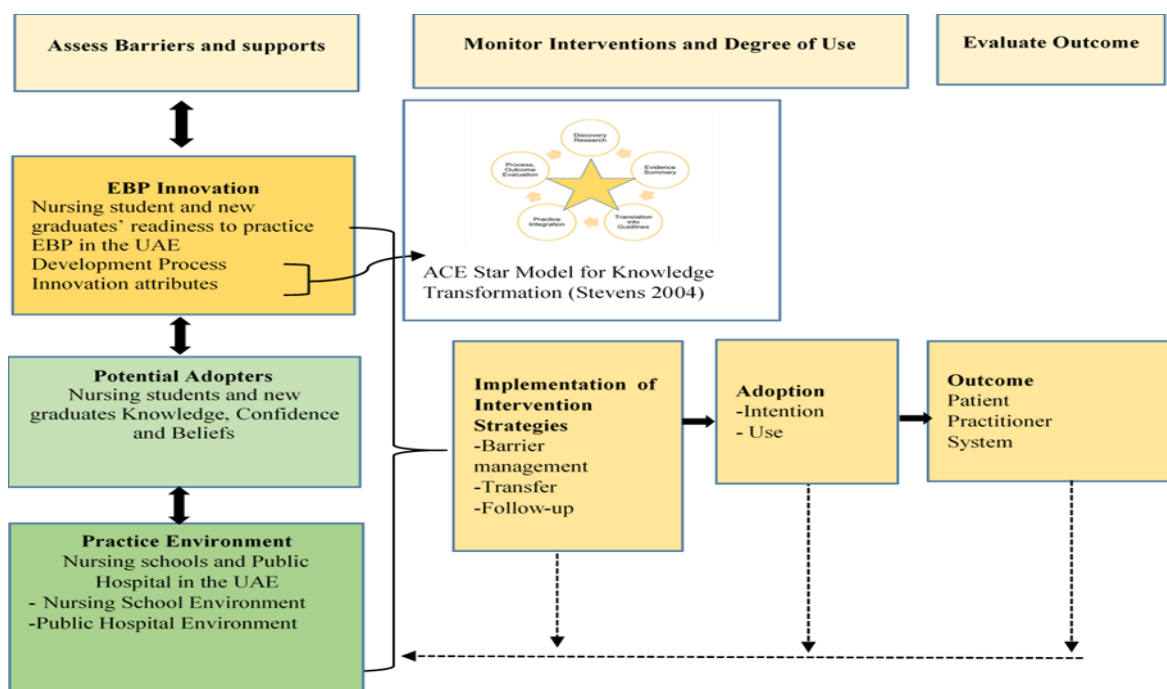 Assess Barriers and supports
Monitor Interventions and Degree of Use
Evaluate Outcome
EBP Innovation
Nursing student and new
graduates’ readiness to practice
EBP in the UAE
Development Process
Innovation attributes
Discovery
Research
Evidence
Summary
Translation
into
Guidlines
Practice
Integration
Process,
Outcome
Evaluation
ACE Star Model for Knowledge
Transformation (Stevens 2004)
Potential Adopters
Nursing students and new
graduates Knowledge, Confidence
and Beliefs
Practice Environment
Nursing schools and Public
Hospital in the UAE
- Nursing School Environment
-Public Hospital Environment
Implementation of
Intervention
Strategies
-Barrier
management
-Transfer
-Follow-up
Adoption
-Intention
- Use
Outcome
Patient
Practitioner
System